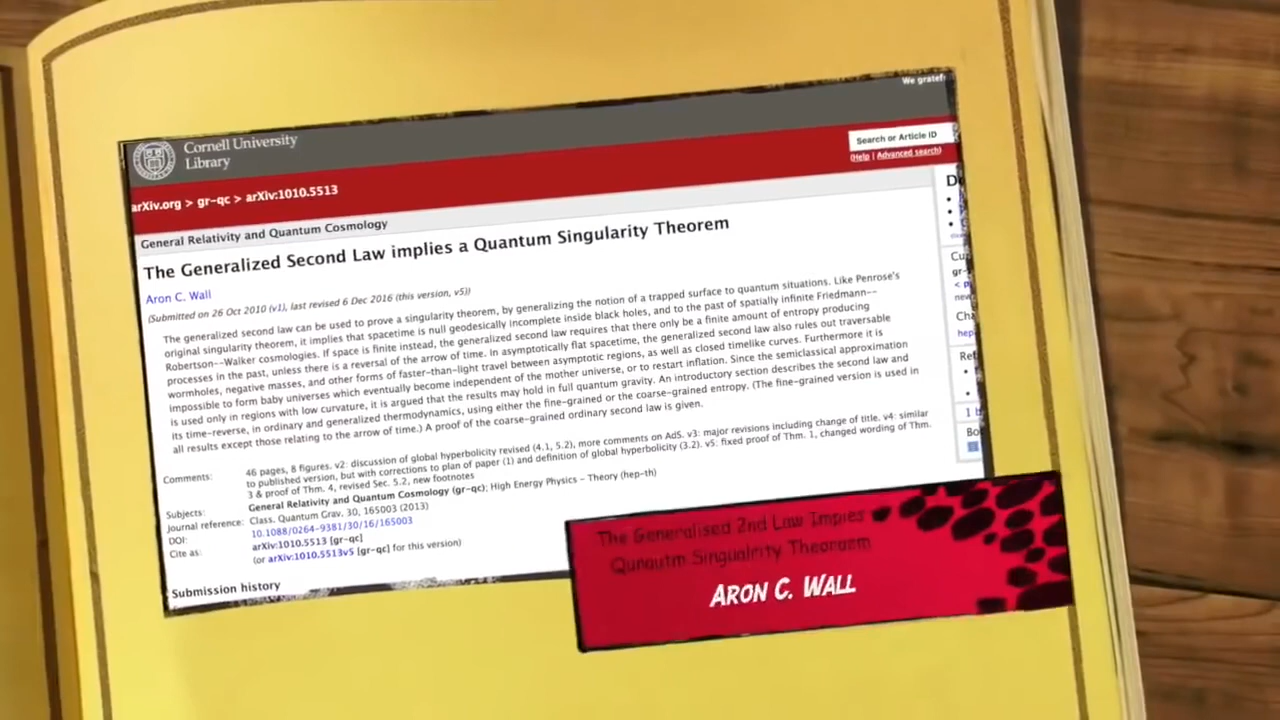 We gratef
Cornell University
Library
Search or Article ID
(Help | Advanced search)
arXiv.org > gr-qc > arXiv:1010.5513
General Relativity and Quantum Cosmology
The Generalized Second Law implies a Quantum Singularity Theorem
Aron C. Wall
(Submitted on 26 Oct 2010 (v1), last revised 6 Dec 2016 (this version, v5))
The generalized second law can be used to prove a singularity theorem, by generalizing the notion of a trapped surface to quantum situations. Like Penrose's
original singularity theorem, it implies that spacetime is null geodesically incomplete inside black holes, and to the past of spatially infinite Friedmann--
Robertson--Walker cosmologies. If space is finite instead, the generalized second law requires that there only be a finite amount of entropy producing
processes in the past, unless there is a reversal of the arrow of time. In asymptotically flat spacetime, the generalized second law also rules out traversable
wormholes, negative masses, and other forms of faster-than-light travel between asymptotic regions, as well as closed timelike curves. Furthermore it is
impossible to form baby universes which eventually become independent of the mother universe, or to restart inflation. Since the semiclassical approximation
is used only in regions with low curvature, it is argued that the results may hold in full quantum gravity. An introductory section describes the second law and
its time-reverse, in ordinary and generalized thermodynamics, using either the fine-grained or the coarse-grained entropy. (The fine-grained version is used in
all results except those relating to the arrow of time.) A proof of the coarse-grained ordinary second law is given.
Comments: 46 pages, 8 figures. v2: discussion of global hyperbolicity revised (4.1, 5.2), more comments on AdS. v3: major revisions including change of title. v4: similar
to published version, but with corrections to plan of paper (1) and definition of global hyperbolicity (3.2). v5: fixed proof of Thm. 1, changed wording of Thm.
3 & proof of Thm. 4, revised Sec. 5.2, new footnotes
Subjects: General Relativity and Quantum Cosmology (gr-qc); High Energy Physics - Theory (hep-th)
Journal reference: Class. Quantum Grav. 30, 165003 (2013)
DOI: 10.1088/0264-9381/30/16/165003
Cite as: arXiv:1010.5513 [gr-qc]
(or arXiv:1010.5513v5 [gr-qc] for this version)
Submission history
Do
Cu
gr-
< p
new
Cha
hep-
Ref
1 b
Bo
The Generalised 2nd Law Implies a
Qunautm Singualrity Theoraem
ARON C. WALL